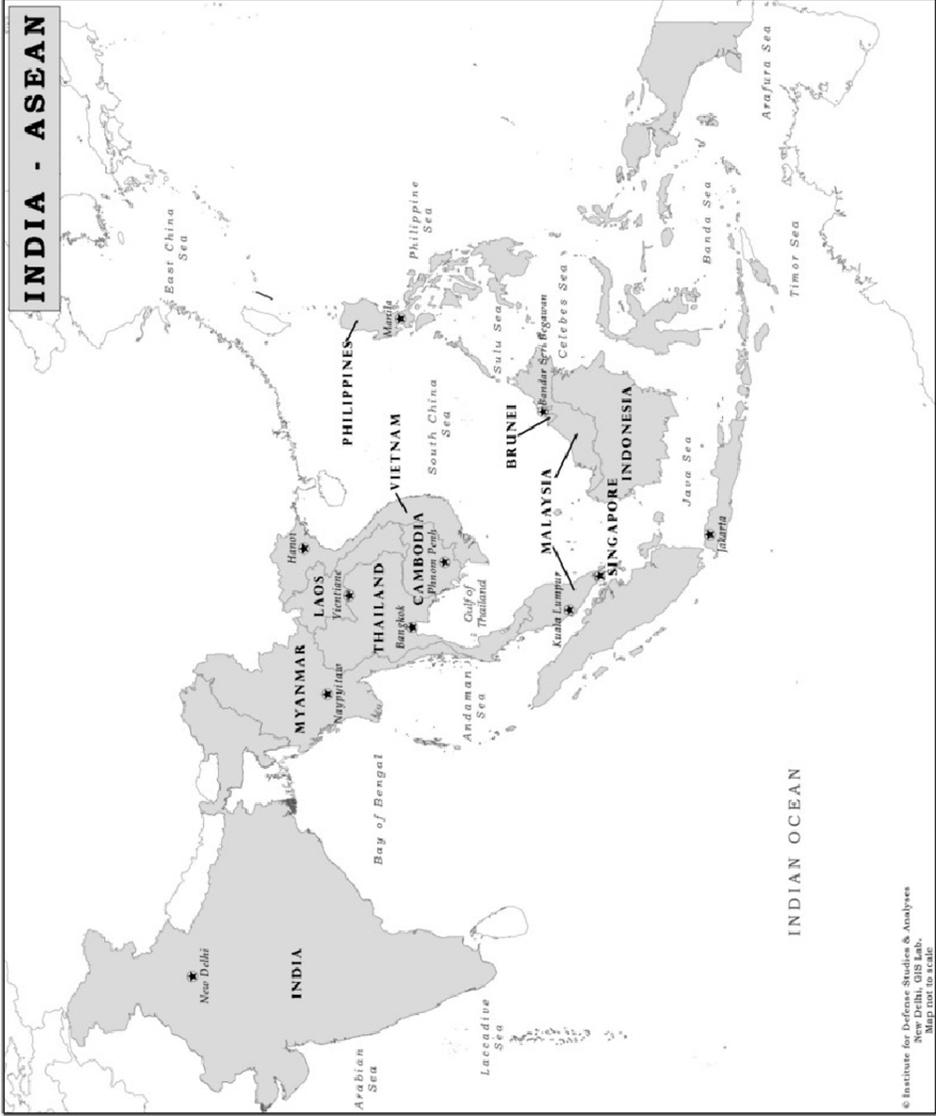 INDIA - ASEAN
East China
Sea
Philippine
Sea
PHILIPPINES
Manila
South China
Sea
Sulu Sea
Celebes Sea
Banda Sea
Arafura Sea
Timor Sea
Java Sea
VIETNAM
Hanoi
LAOS
Vientiane
THAILAND
Bangkok
CAMBODIA
Phnom Penh
Gulf of
Thailand
MYANMAR
Naypyitaw
Andaman
Sea
BRUNEI
Bandar Seri Begawan
MALAYSIA
Kuala Lumpur
SINGAPORE
INDONESIA
Jakarta
Bay of Bengal
INDIA
New Delhi
Arabian
Sea
Laccadive
Sea
INDIAN OCEAN
© Institute for Defense Studies & Analyses
New Delhi, GIS Lab.
Map not to scale